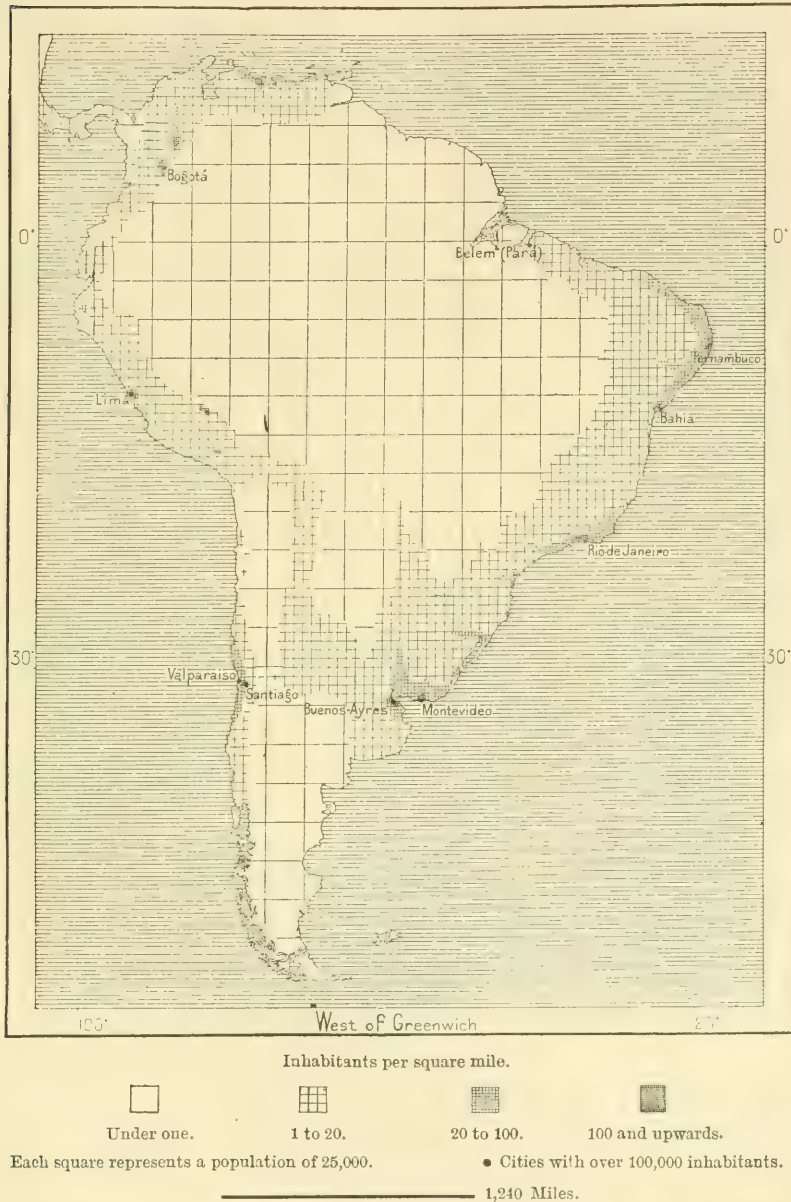 Bogotá
0°
0°
Belem (Pará)
Pernambuco
Lima
Bahia
Rio de Janeiro
30°
30°
Valparaiso
Santiago
Buenos-Ayres
Montevideo
West of Greenwich
Inhabitants per square mile.
Under one.
1 to 20.
20 to 100.
100 and upwards.
Each square represents a population of 25,000.
Cities with over 100,000 inhabitants.
1,240 Miles.